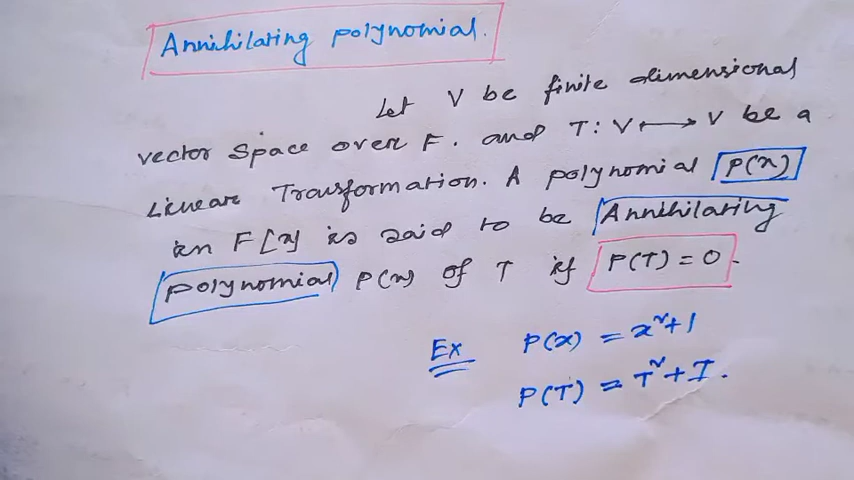 Annihilating polynomial.
Let V be finite dimensional
vector space over F. and T: V ⟼ V be a
Linear Transformation. A polynomial P(x)
in F[x] is said to be Annihilating
polynomial P(x) of T if P(T) = 0.
Ex P(x) = x²+1
P(T) = T²+I.